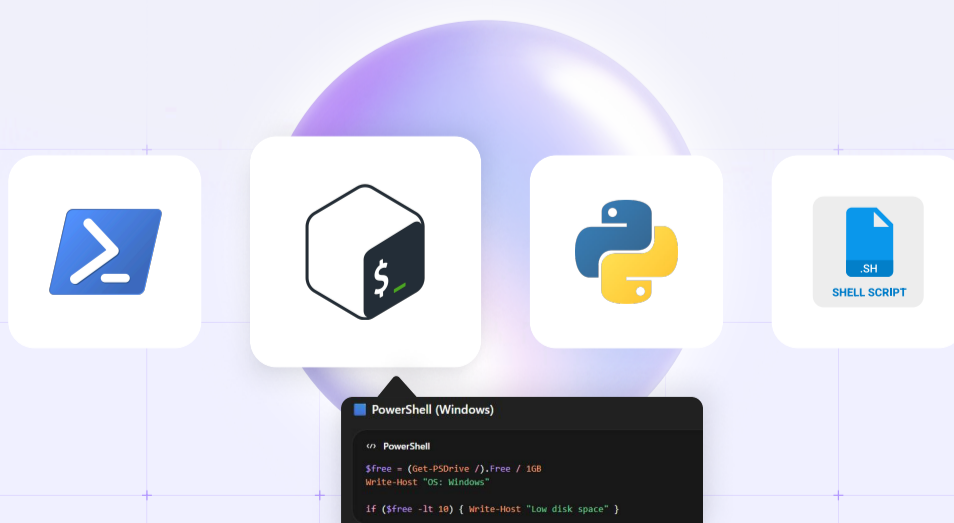 $_
.SH
SHELL SCRIPT
PowerShell (Windows)
</> PowerShell
$free = (Get-PSDrive /).Free / 1GB
Write-Host "OS: Windows"
if ($free -lt 10) { Write-Host "Low disk space" }